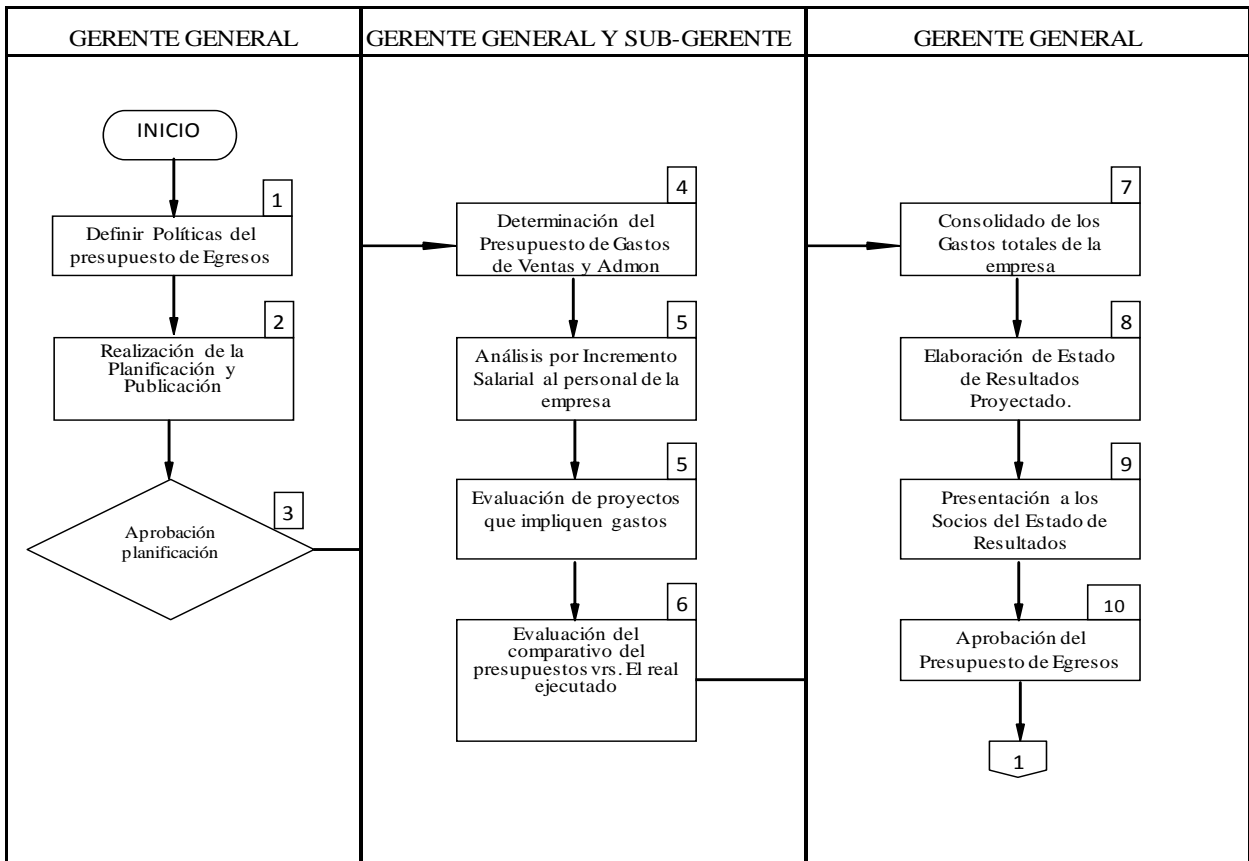 GERENTE GENERAL
INICIO
1
Definir Políticas del
presupuesto de Egresos
2
Realización de la
Planificación y
Publicación
3
Aprobación
planificación
GERENTE GENERAL Y SUB-GERENTE
4
Determinación del
Presupuesto de Gastos
de Ventas y Admon
5
Análisis por Incremento
Salarial al personal de la
empresa
5
Evaluación de proyectos
que impliquen gastos
6
Evaluación del
comparativo del
presupuestos vrs. El real
ejecutado
GERENTE GENERAL
7
Consolidado de los
Gastos totales de la
empresa
8
Elaboración de Estado
de Resultados
Proyectado.
9
Presentación a los
Socios del Estado de
Resultados
10
Aprobación del
Presupuesto de Egresos
1